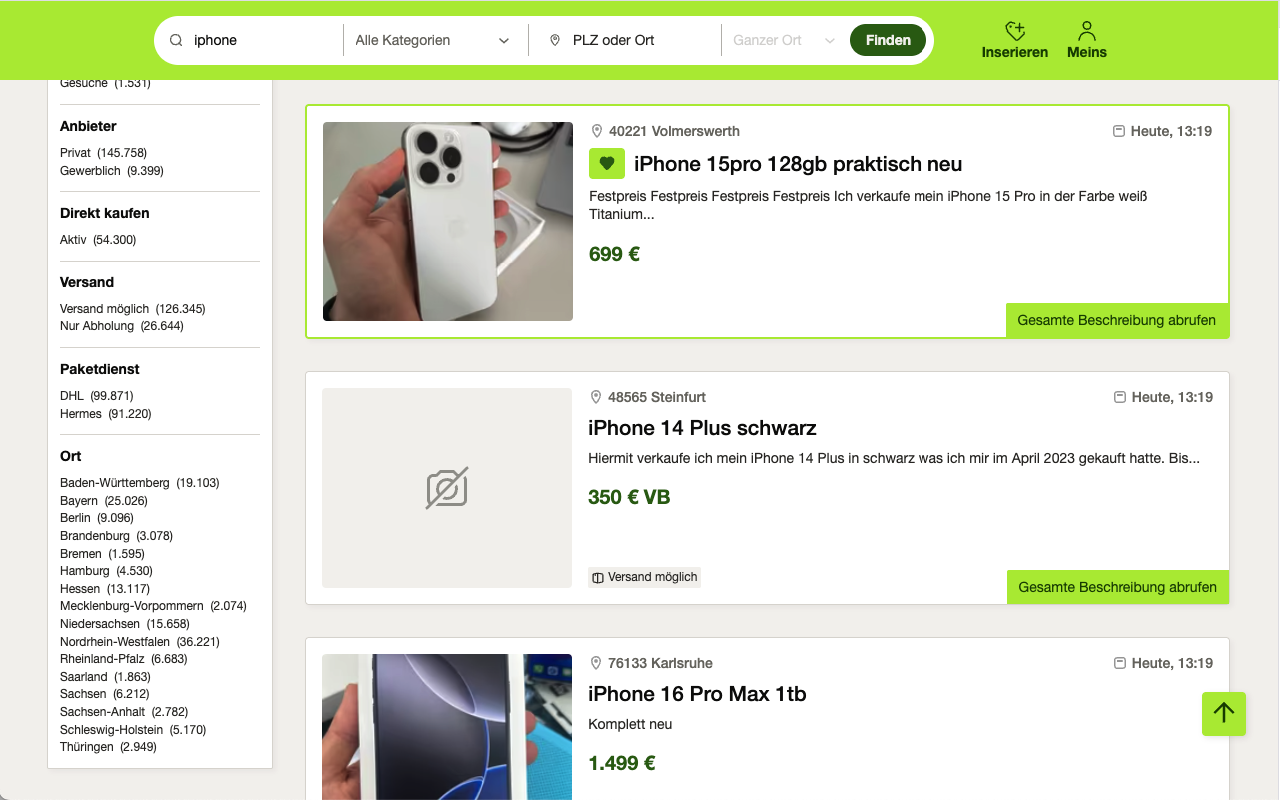 iphone
Alle Kategorien
PLZ oder Ort
Ganzer Ort
Finden
Inserieren
Meins
Gesuche (1.531)
Anbieter
Privat (145.758)
Gewerblich (9.399)
Direkt kaufen
Aktiv (54.300)
Versand
Versand möglich (126.345)
Nur Abholung (26.644)
Paketdienst
DHL (99.871)
Hermes (91.220)
Ort
Baden-Württemberg (19.103)
Bayern (25.026)
Berlin (9.096)
Brandenburg (3.078)
Bremen (1.595)
Hamburg (4.530)
Hessen (13.117)
Mecklenburg-Vorpommern (2.074)
Niedersachsen (15.658)
Nordrhein-Westfalen (36.221)
Rheinland-Pfalz (6.683)
Saarland (1.863)
Sachsen (6.212)
Sachsen-Anhalt (2.782)
Schleswig-Holstein (5.170)
Thüringen (2.949)
40221 Volmerswerth
Heute, 13:19
iPhone 15pro 128gb praktisch neu
Festpreis Festpreis Festpreis Festpreis Ich verkaufe mein iPhone 15 Pro in der Farbe weiß
Titanium...
699 €
Gesamte Beschreibung abrufen
48565 Steinfurt
Heute, 13:19
iPhone 14 Plus schwarz
Hiermit verkaufe ich mein iPhone 14 Plus in schwarz was ich mir im April 2023 gekauft hatte. Bis...
350 € VB
Versand möglich
Gesamte Beschreibung abrufen
76133 Karlsruhe
Heute, 13:19
iPhone 16 Pro Max 1tb
Komplett neu
1.499 €